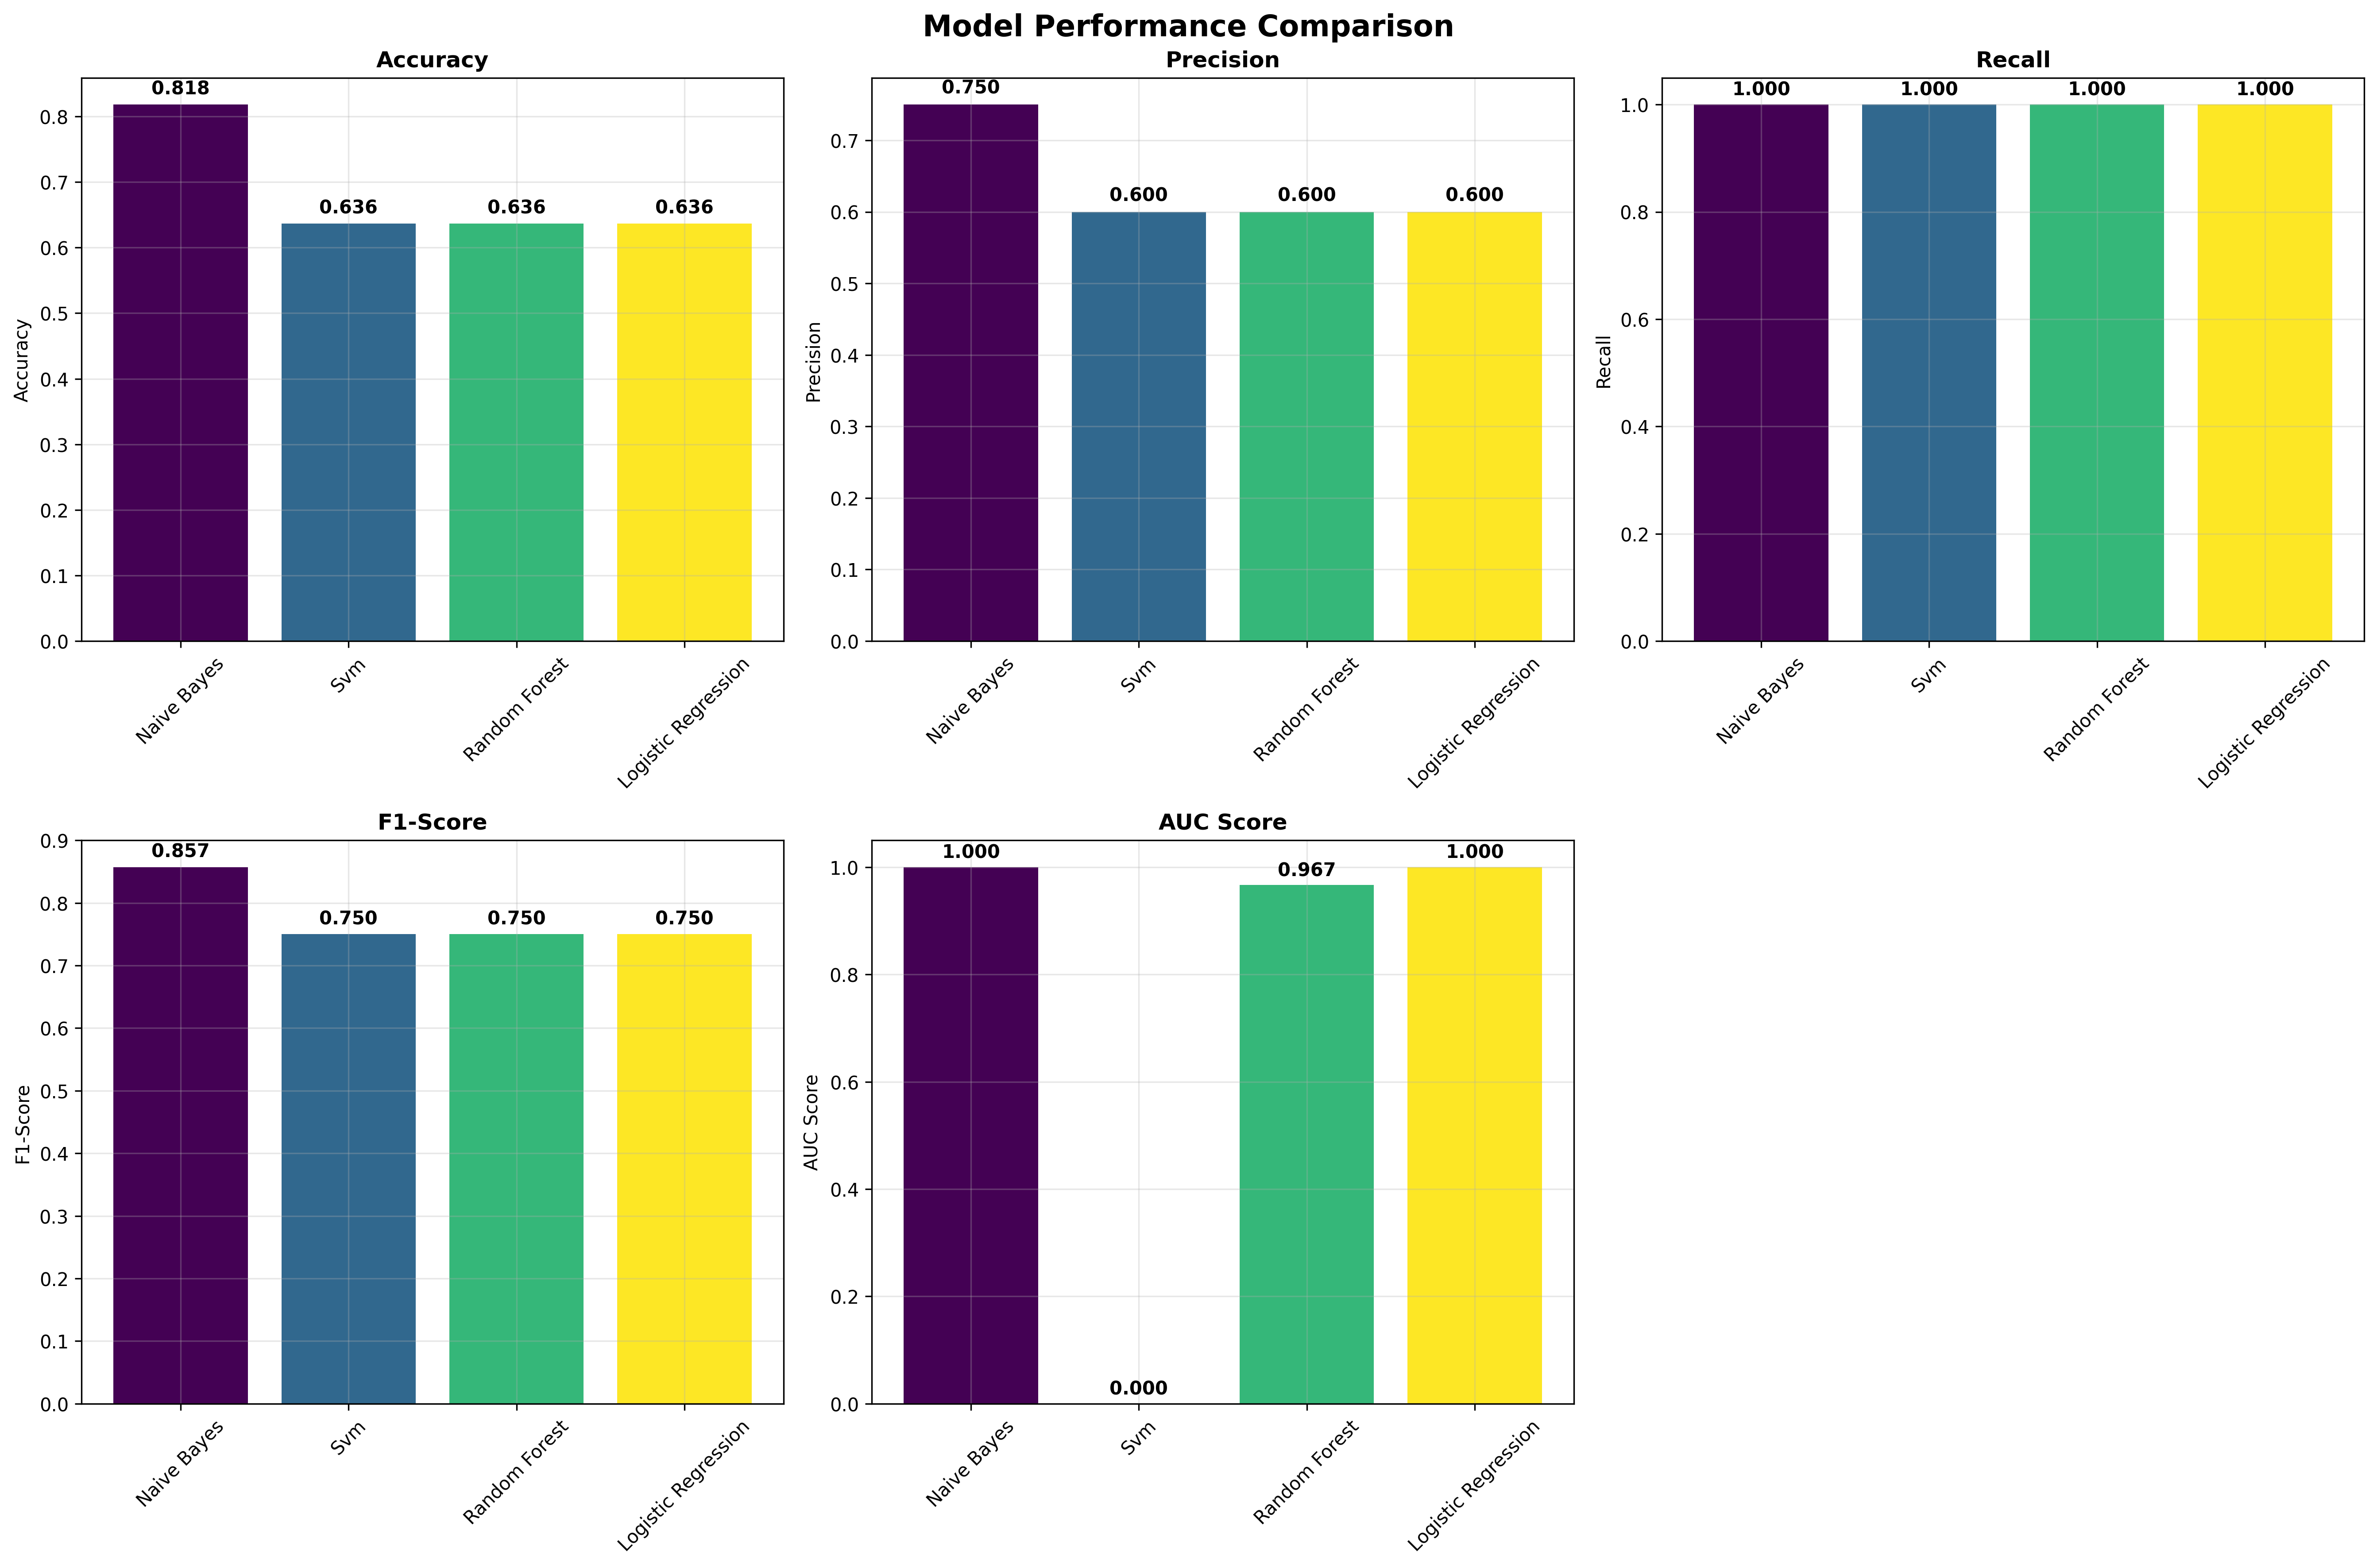 Model Performance Comparison
Accuracy
0.818
0.636
0.636
0.636
0.8
0.7
0.6
0.5
0.4
0.3
0.2
0.1
0.0
Accuracy
Naive Bayes
Svm
Random Forest
Logistic Regression
Precision
0.750
0.600
0.600
0.600
0.7
0.6
0.5
0.4
0.3
0.2
0.1
0.0
Precision
Naive Bayes
Svm
Random Forest
Logistic Regression
Recall
1.000
1.000
1.000
1.000
1.0
0.8
0.6
0.4
0.2
0.0
Recall
Naive Bayes
Svm
Random Forest
Logistic Regression
F1-Score
0.857
0.750
0.750
0.750
0.9
0.8
0.7
0.6
0.5
0.4
0.3
0.2
0.1
0.0
F1-Score
Naive Bayes
Svm
Random Forest
Logistic Regression
AUC Score
1.000
0.000
0.967
1.000
1.0
0.8
0.6
0.4
0.2
0.0
AUC Score
Naive Bayes
Svm
Random Forest
Logistic Regression